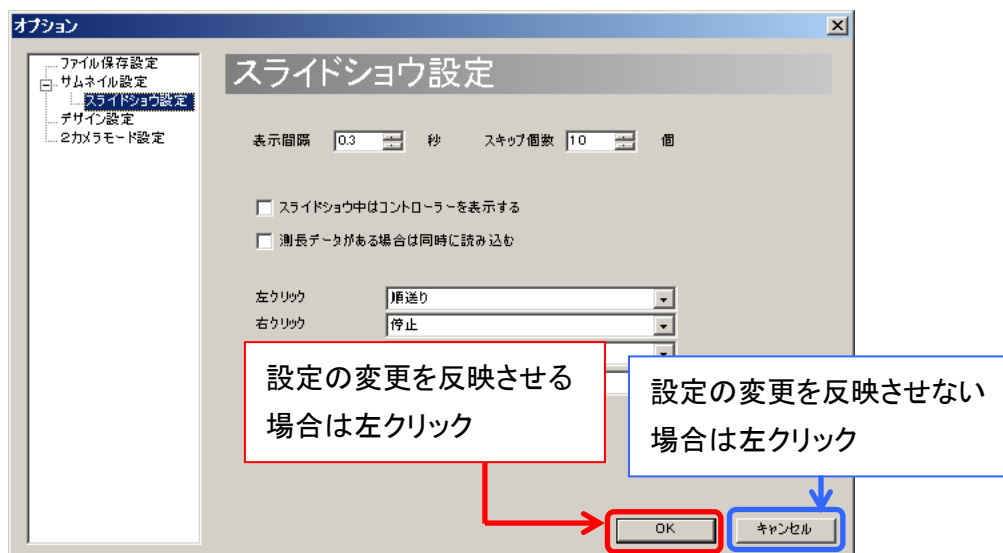 オプション
ファイル保存設定
サムネイル設定
スライドショウ設定
デザイン設定
2カメラモード設定
スライドショウ設定
表示間隔 0.3 秒 スキップ個数 10 個
スライドショウ中はコントローラーを表示する
測長データがある場合は同時に読み込む
左クリック 順送り
右クリック 停止
設定の変更を反映させる
場合は左クリック
設定の変更を反映させない
場合は左クリック
OK キャンセル